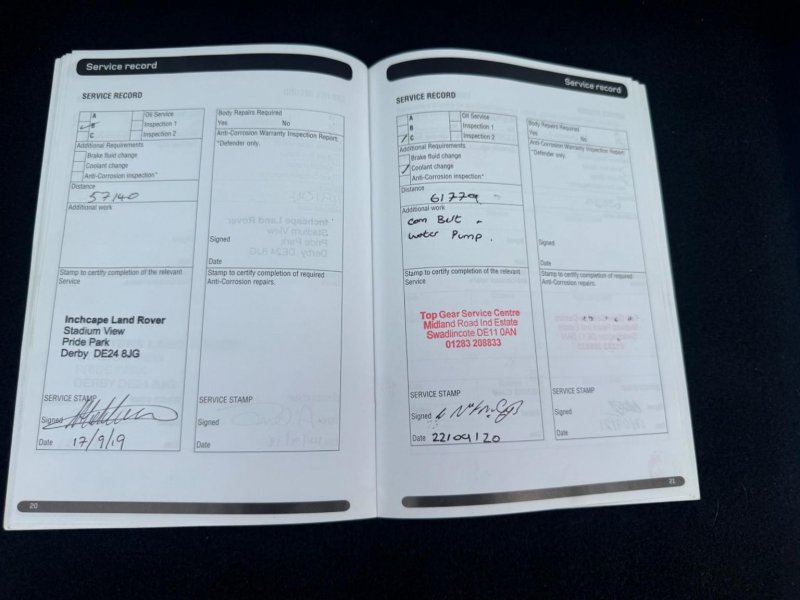 Service record
SERVICE RECORD
A
B
C
Oil Service
Inspection 1
Inspection 2
Additional Requirements
Brake fluid change
Coolant change
Anti-Corrosion inspection*
Distance
57140
Additional work
Stamp to certify completion of the relevant
Service
Inchcape Land Rover
Stadium View
Pride Park
Derby DE24 8JG
SERVICE STAMP
Signed
Date 17/9/19
Body Repairs Required
Yes No
Anti-Corrosion Warranty Inspection Report.
*Defender only.
Signed
Date
Stamp to certify completion of required
Anti-Corrosion repairs.
SERVICE STAMP
Signed
Date
20
Service record
SERVICE RECORD
A
B
C
Oil Service
Inspection 1
Inspection 2
Additional Requirements
Brake fluid change
Coolant change
Anti-Corrosion inspection*
Distance
61779
Additional work
cam Belt
water Pump.
Stamp to certify completion of the relevant
Service
Top Gear Service Centre
Midland Road Ind Estate
Swadlincote DE11 0AN
01283 208833
SERVICE STAMP
Signed
Date 22/09/20
Body Repairs Required
Yes No
Anti-Corrosion Warranty Inspection Report.
*Defender only.
Signed
Date
Stamp to certify completion of required
Anti-Corrosion repairs.
SERVICE STAMP
Signed
Date
21